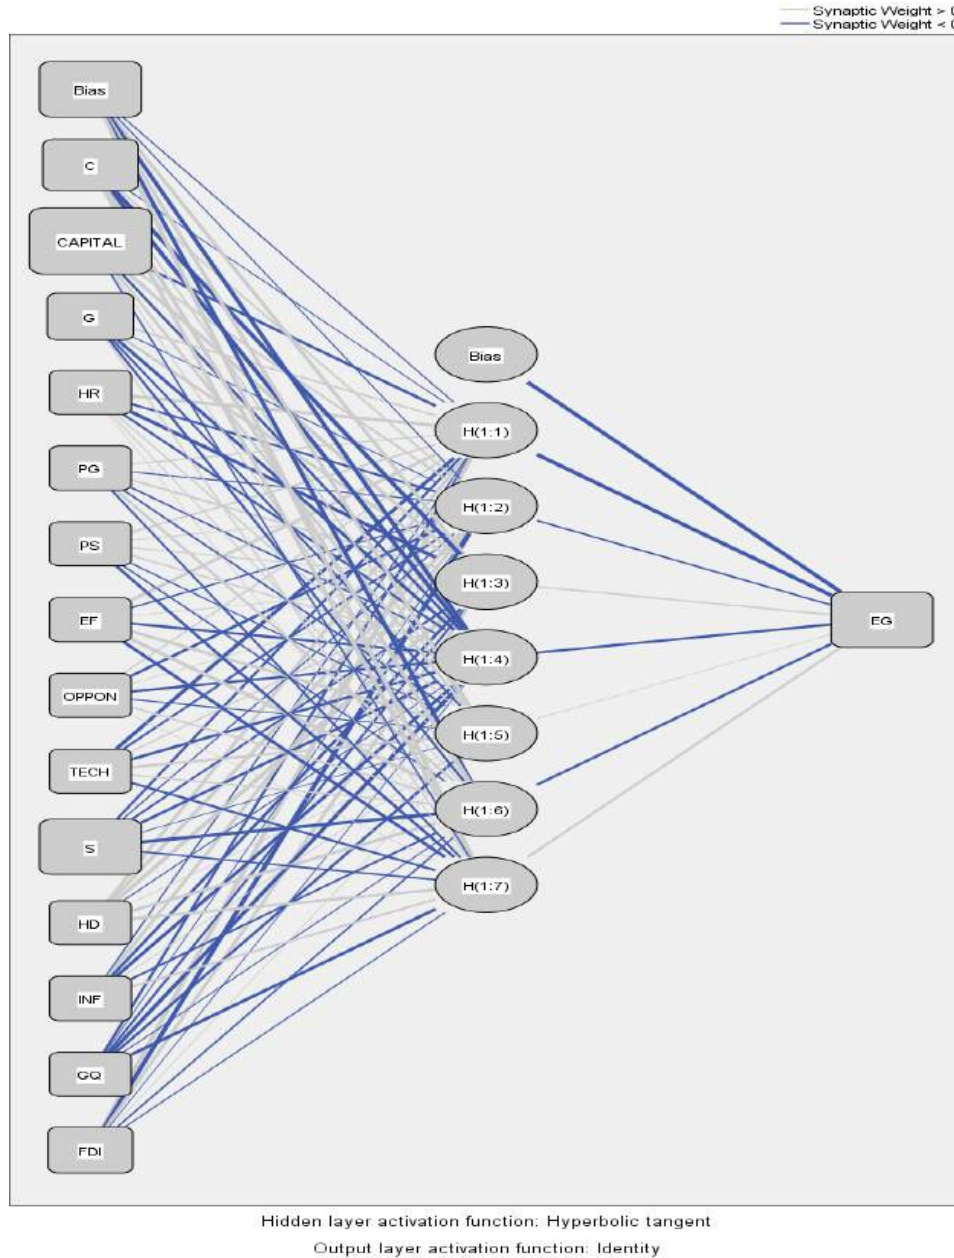 Synaptic Weight > 0
Synaptic Weight < 0
Bias
C
CAPITAL
G
HR
PG
PS
EF
OPPON
TECH
S
HD
INF
GQ
FDI
Bias
H(1:1)
H(1:2)
H(1:3)
H(1:4)
H(1:5)
H(1:6)
H(1:7)
EG
Hidden layer activation function: Hyperbolic tangent
Output layer activation function: Identity